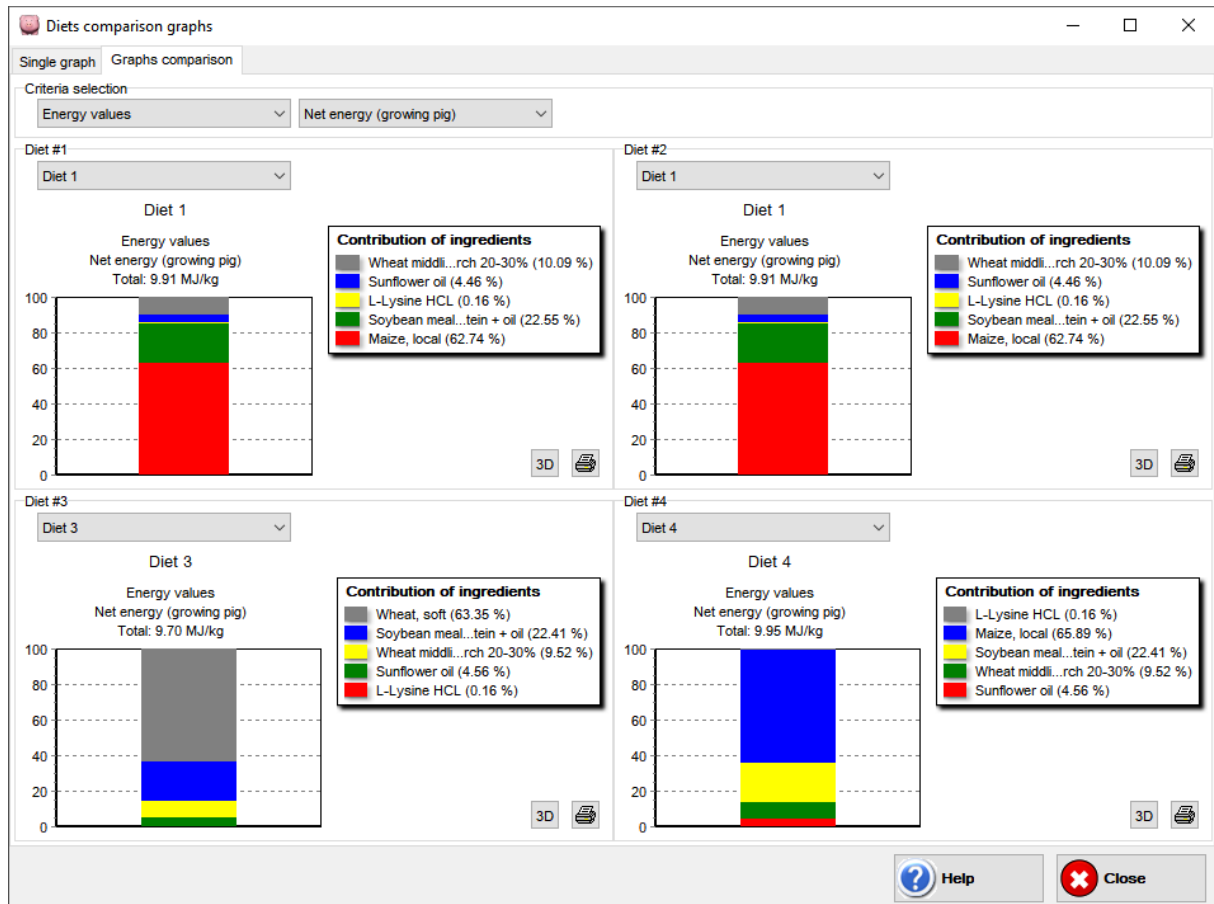 Diets comparison graphs
Single graph Graphs comparison
Criteria selection
Energy values Net energy (growing pig)
Diet #1
Diet 1
Diet 1
Energy values
Net energy (growing pig)
Total: 9.91 MJ/kg
100
80
60
40
20
0
Contribution of ingredients
Wheat middli...rch 20-30% (10.09 %)
Sunflower oil (4.46 %)
L-Lysine HCL (0.16 %)
Soybean meal...tein + oil (22.55 %)
Maize, local (62.74 %)
3D
Diet #2
Diet 1
Diet 1
Energy values
Net energy (growing pig)
Total: 9.91 MJ/kg
100
80
60
40
20
0
Contribution of ingredients
Wheat middli...rch 20-30% (10.09 %)
Sunflower oil (4.46 %)
L-Lysine HCL (0.16 %)
Soybean meal...tein + oil (22.55 %)
Maize, local (62.74 %)
3D
Diet #3
Diet 3
Diet 3
Energy values
Net energy (growing pig)
Total: 9.70 MJ/kg
100
80
60
40
20
0
Contribution of ingredients
Wheat, soft (63.35 %)
Soybean meal...tein + oil (22.41 %)
Wheat middli...rch 20-30% (9.52 %)
Sunflower oil (4.56 %)
L-Lysine HCL (0.16 %)
3D
Diet #4
Diet 4
Diet 4
Energy values
Net energy (growing pig)
Total: 9.95 MJ/kg
100
80
60
40
20
0
Contribution of ingredients
L-Lysine HCL (0.16 %)
Maize, local (65.89 %)
Soybean meal...tein + oil (22.41 %)
Wheat middli...rch 20-30% (9.52 %)
Sunflower oil (4.56 %)
3D
Help
Close